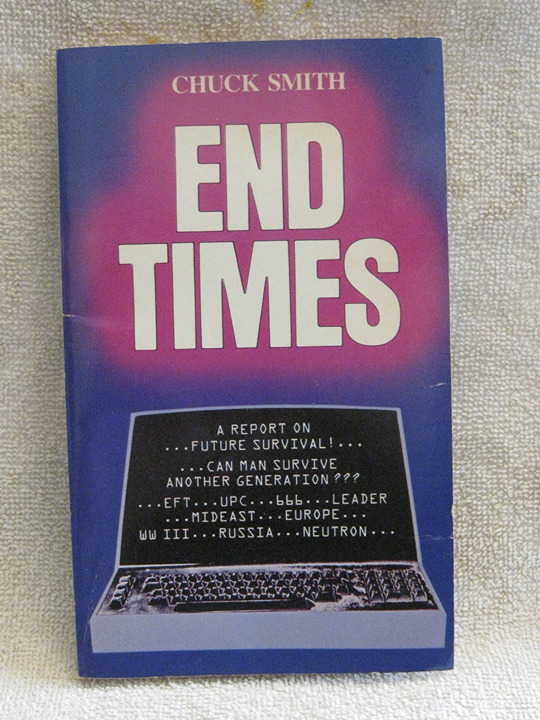 CHUCK SMITH
END
TIMES
A REPORT ON
...FUTURE SURVIVAL!...
...CAN MAN SURVIVE
ANOTHER GENERATION???
...EFT...UPC...666...LEADER
...MIDEAST...EUROPE...
WW III...RUSSIA...NEUTRON...